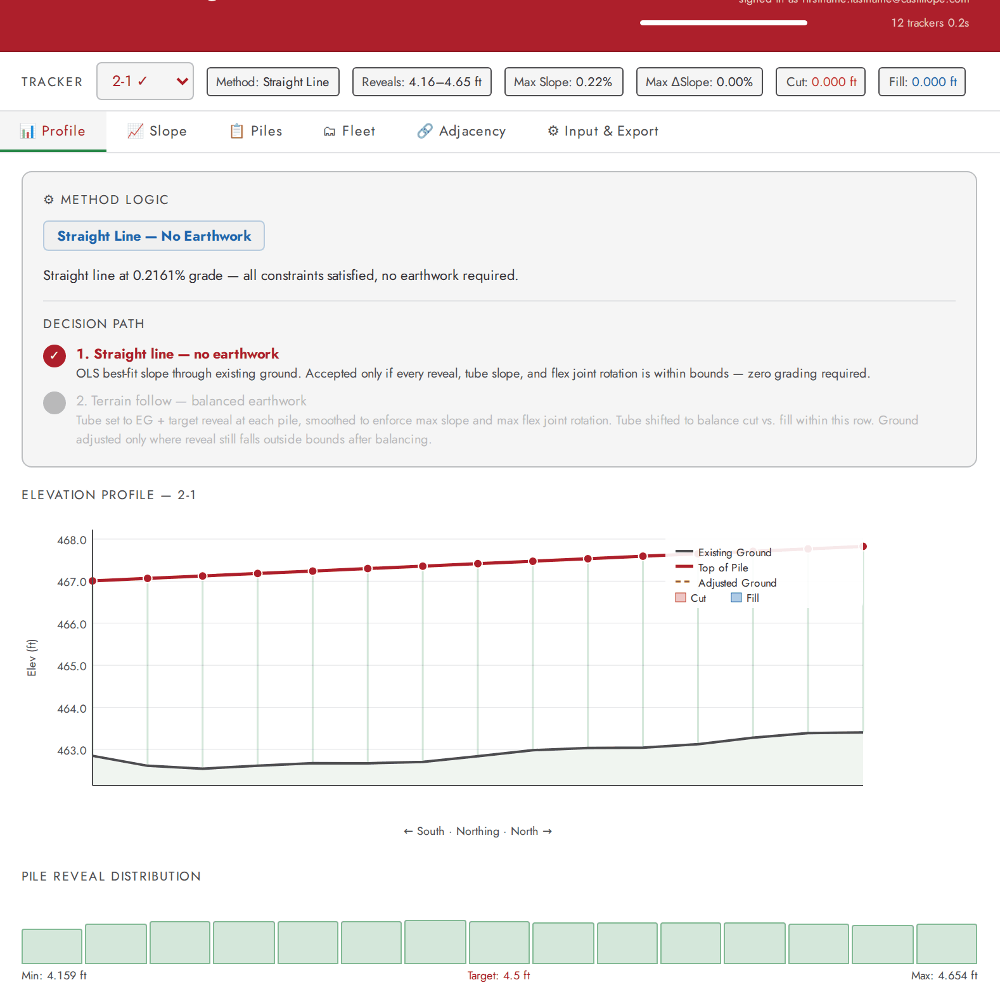 12 trackers 0.2s
TRACKER 2-1 ✓ Method: Straight Line Reveals: 4.16–4.65 ft Max Slope: 0.22% Max ΔSlope: 0.00% Cut: 0.000 ft Fill: 0.000 ft
Profile Slope Piles Fleet Adjacency Input & Export
METHOD LOGIC
Straight Line — No Earthwork
Straight line at 0.2161% grade — all constraints satisfied, no earthwork required.
DECISION PATH
✓ 1. Straight line — no earthwork
OLS best-fit slope through existing ground. Accepted only if every reveal, tube slope, and flex joint rotation is within bounds — zero grading required.
2. Terrain follow — balanced earthwork
Tube set to EG + target reveal at each pile, smoothed to enforce max slope and max flex joint rotation. Tube shifted to balance cut vs. fill within this row. Ground
adjusted only where reveal still falls outside bounds after balancing.
ELEVATION PROFILE — 2-1
468.0
467.0
466.0
465.0
464.0
463.0
Elev (ft)
Existing Ground
Top of Pile
Adjusted Ground
Cut Fill
← South · Northing · North →
PILE REVEAL DISTRIBUTION
Min: 4.159 ft Target: 4.5 ft Max: 4.654 ft